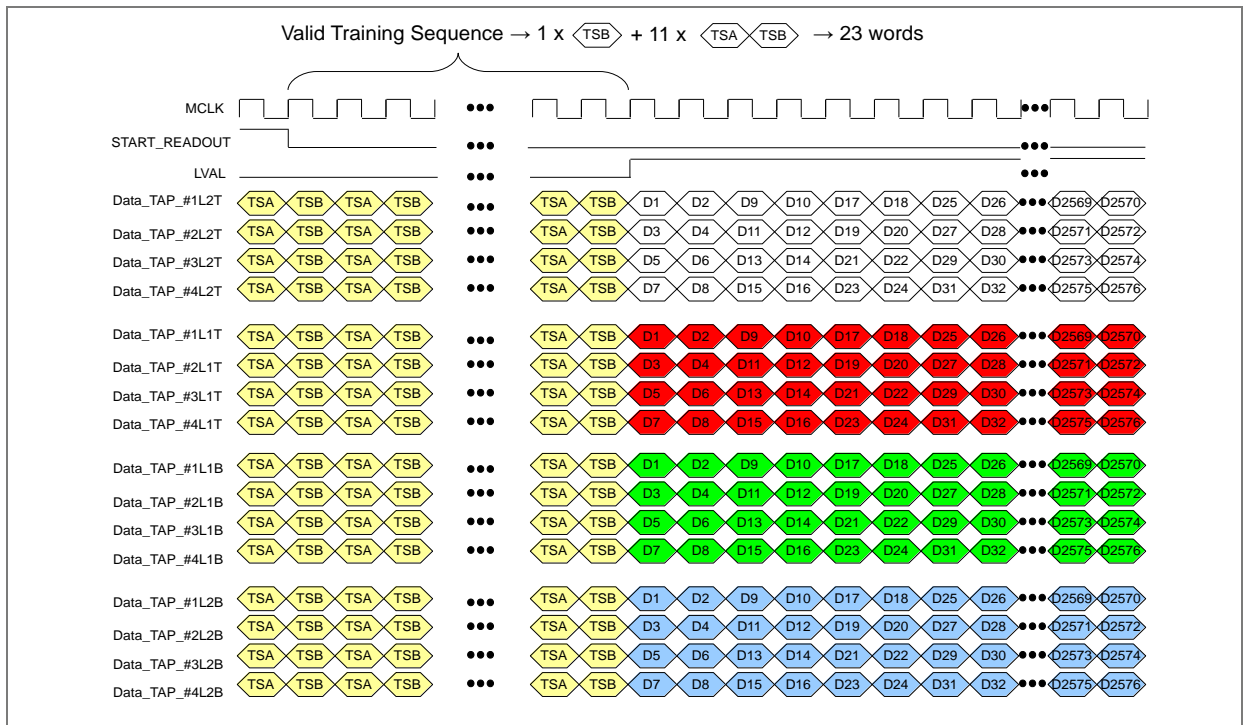 Valid Training Sequence → 1 x TSB + 11 x TSA TSB → 23 words
MCLK •••  •••
START_READOUT ••• •••
LVAL ••• •••
Data_TAP_#1L2T TSA TSB TSA TSB ••• TSA TSB D1 D2 D9 D10 D17 D18 D25 D26 ••• D2569 D2570
Data_TAP_#2L2T TSA TSB TSA TSB ••• TSA TSB D3 D4 D11 D12 D19 D20 D27 D28 ••• D2571 D2572
Data_TAP_#3L2T TSA TSB TSA TSB ••• TSA TSB D5 D6 D13 D14 D21 D22 D29 D30 ••• D2573 D2574
Data_TAP_#4L2T TSA TSB TSA TSB ••• TSA TSB D7 D8 D15 D16 D23 D24 D31 D32 ••• D2575 D2576
Data_TAP_#1L1T TSA TSB TSA TSB ••• TSA TSB D1 D2 D9 D10 D17 D18 D25 D26 ••• D2569 D2570
Data_TAP_#2L1T TSA TSB TSA TSB ••• TSA TSB D3 D4 D11 D12 D19 D20 D27 D28 ••• D2571 D2572
Data_TAP_#3L1T TSA TSB TSA TSB ••• TSA TSB D5 D6 D13 D14 D21 D22 D29 D30 ••• D2573 D2574
Data_TAP_#4L1T TSA TSB TSA TSB ••• TSA TSB D7 D8 D15 D16 D23 D24 D31 D32 ••• D2575 D2576
Data_TAP_#1L1B TSA TSB TSA TSB ••• TSA TSB D1 D2 D9 D10 D17 D18 D25 D26 ••• D2569 D2570
Data_TAP_#2L1B TSA TSB TSA TSB ••• TSA TSB D3 D4 D11 D12 D19 D20 D27 D28 ••• D2571 D2572
Data_TAP_#3L1B TSA TSB TSA TSB ••• TSA TSB D5 D6 D13 D14 D21 D22 D29 D30 ••• D2573 D2574
Data_TAP_#4L1B TSA TSB TSA TSB ••• TSA TSB D7 D8 D15 D16 D23 D24 D31 D32 ••• D2575 D2576
Data_TAP_#1L2B TSA TSB TSA TSB ••• TSA TSB D1 D2 D9 D10 D17 D18 D25 D26 ••• D2569 D2570
Data_TAP_#2L2B TSA TSB TSA TSB ••• TSA TSB D3 D4 D11 D12 D19 D20 D27 D28 ••• D2571 D2572
Data_TAP_#3L2B TSA TSB TSA TSB ••• TSA TSB D5 D6 D13 D14 D21 D22 D29 D30 ••• D2573 D2574
Data_TAP_#4L2B TSA TSB TSA TSB ••• TSA TSB D7 D8 D15 D16 D23 D24 D31 D32 ••• D2575 D2576